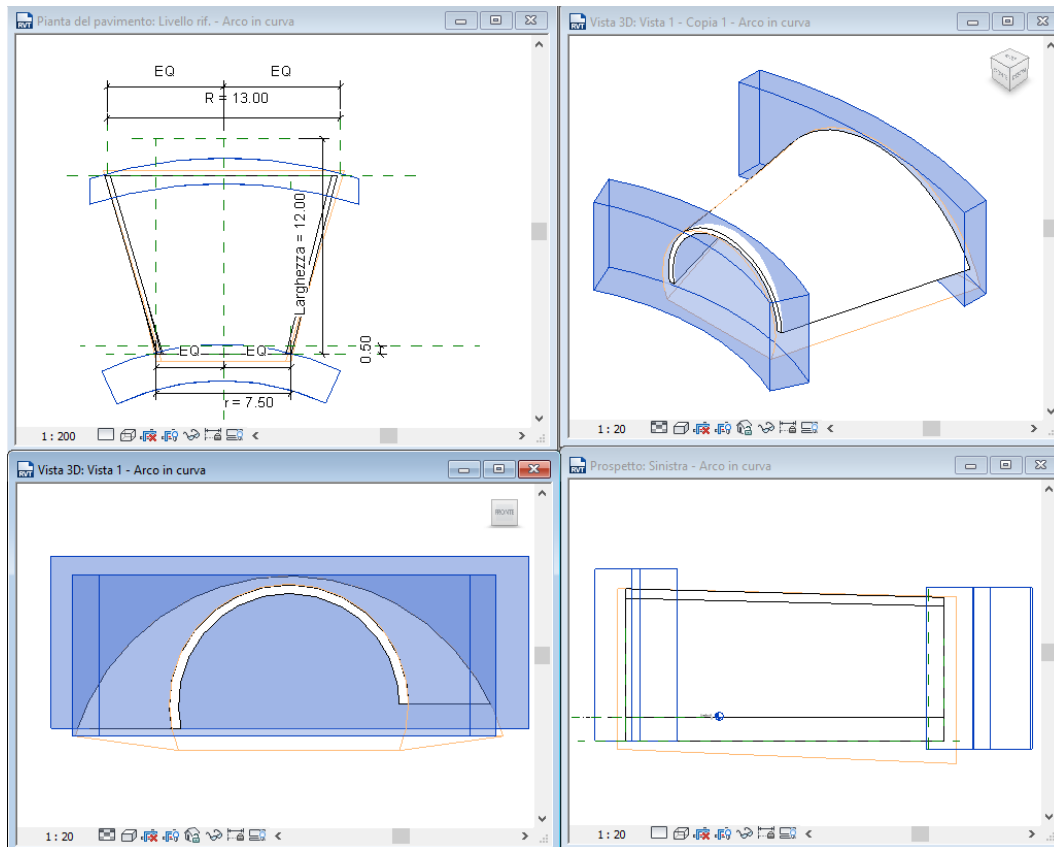 Pianta del pavimento: Livello rif. - Arco in curva
EQ
EQ
R = 13.00
Larghezza = 12.00
EQ
EQ
0.50
r = 7.50
1 : 200
Vista 3D: Vista 1 - Copia 1 - Arco in curva
1 : 20
Vista 3D: Vista 1 - Arco in curva
FRONTE
1 : 20
Prospetto: Sinistra - Arco in curva
1 : 20